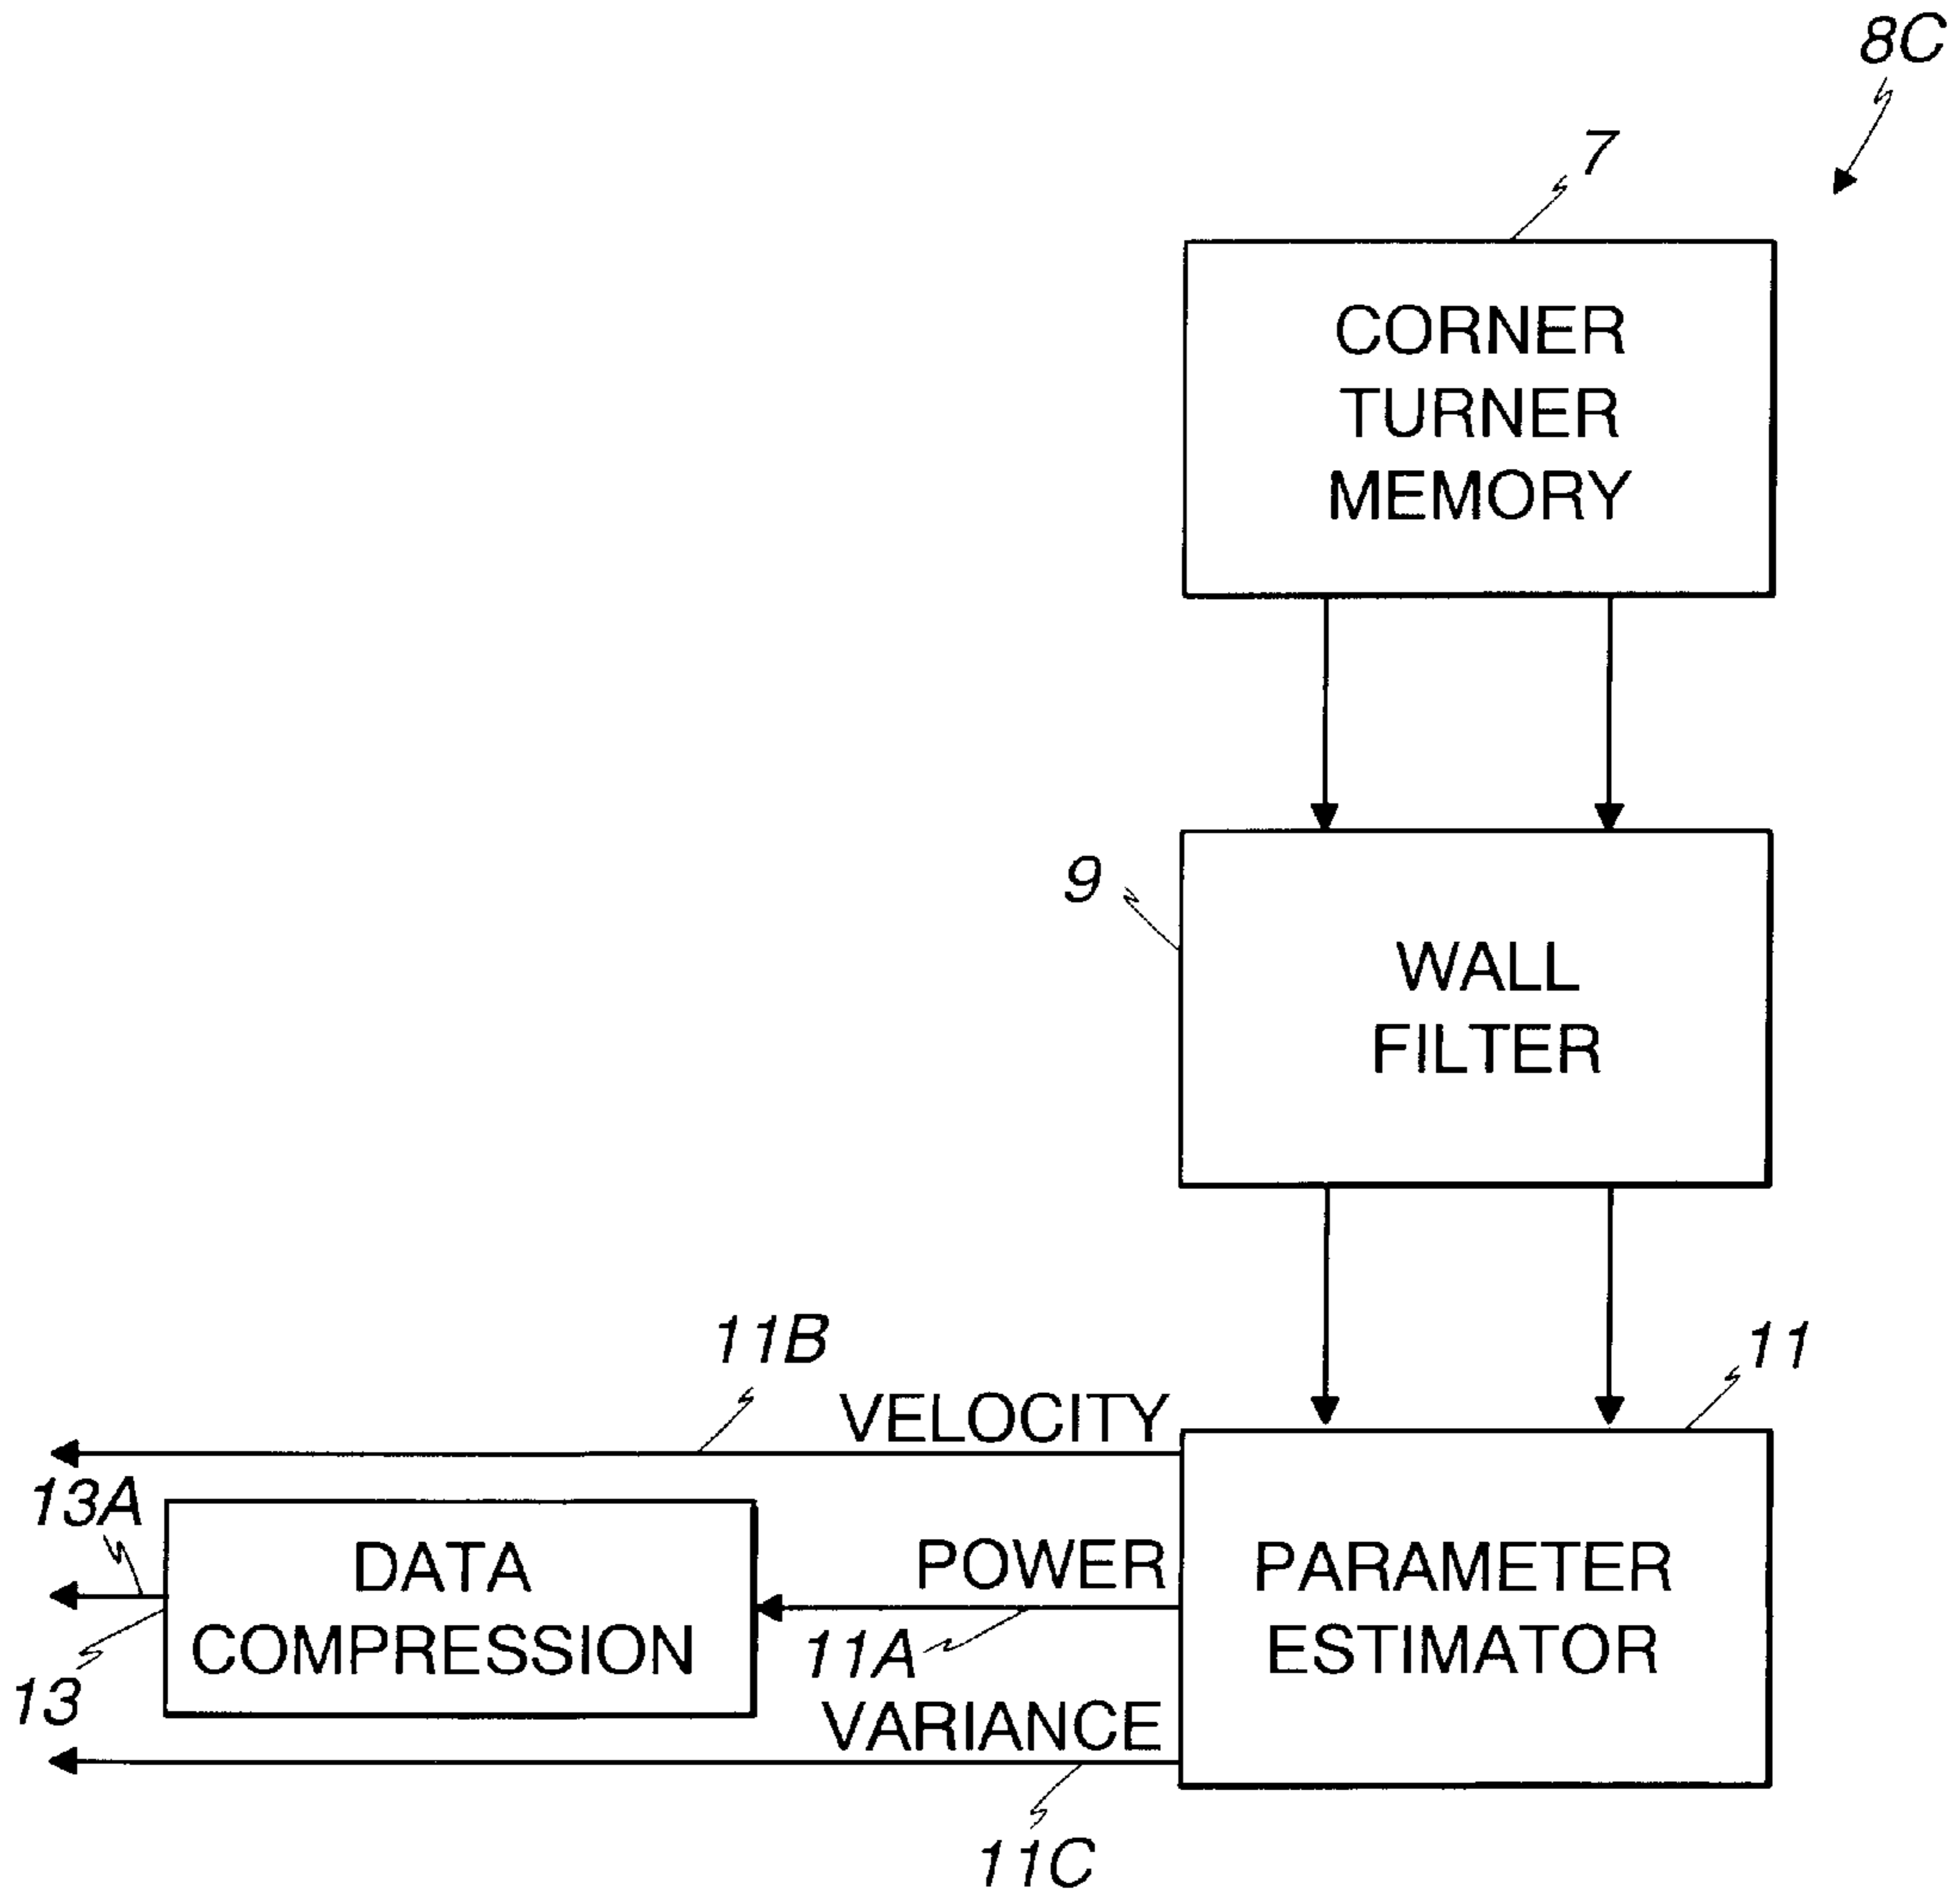 8C
7
CORNER
TURNER
MEMORY
9
WALL
FILTER
11B
11
VELOCITY
13A
DATA
COMPRESSION
POWER
PARAMETER
ESTIMATOR
11A
13
VARIANCE
11C